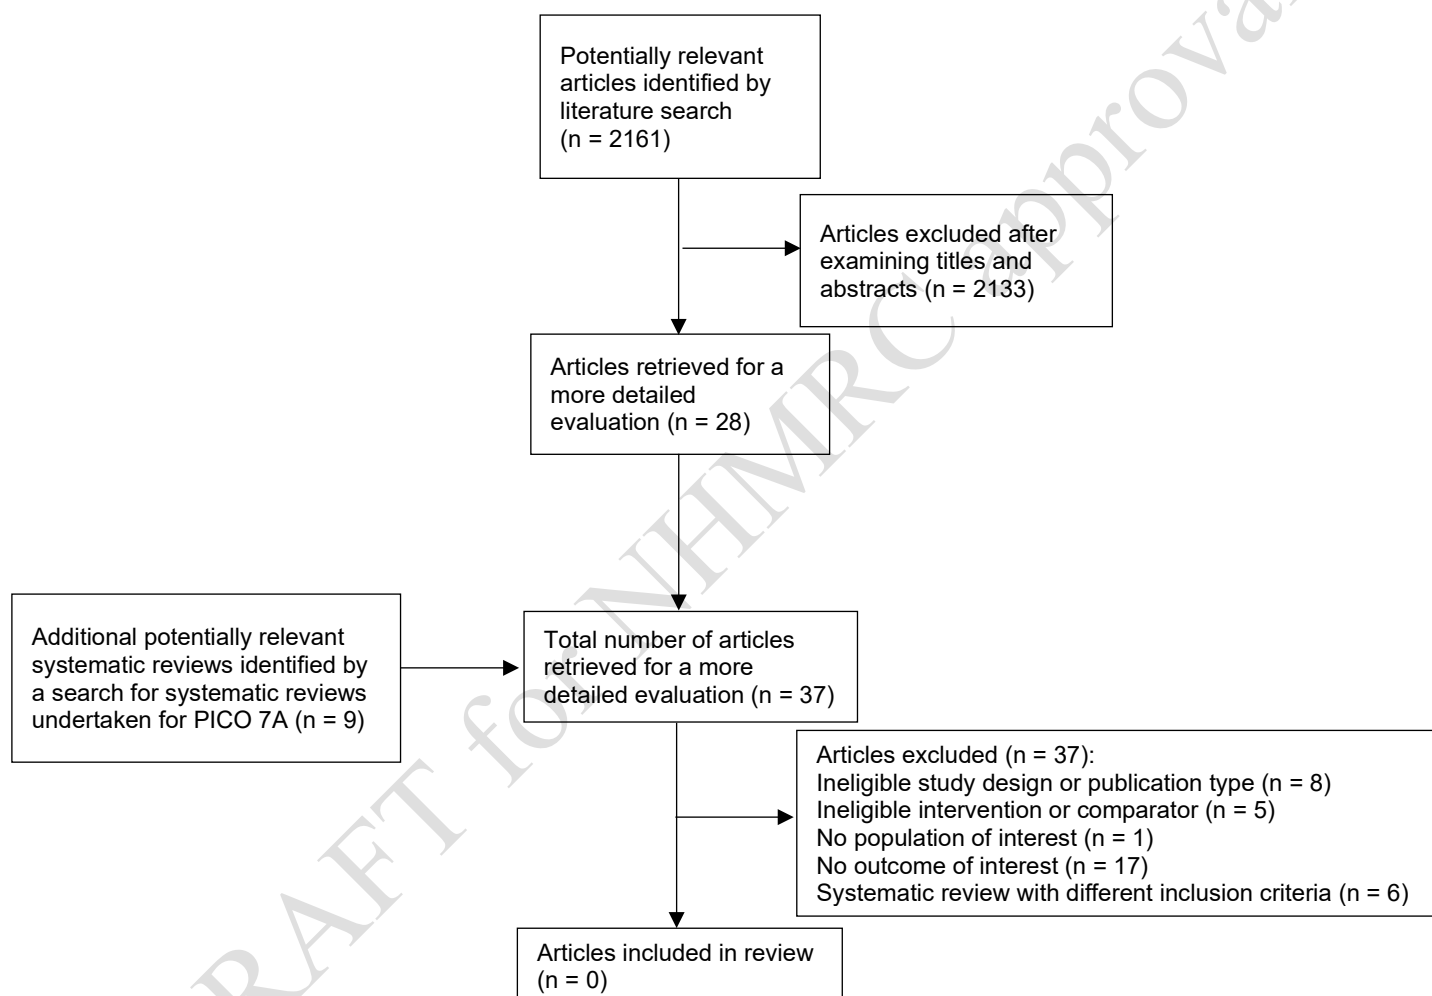 Potentially relevant
articles identified by
literature search
(n = 2161)
Articles excluded after
examining titles and
abstracts (n = 2133)
Articles retrieved for a
more detailed
evaluation (n = 28)
Additional potentially relevant
systematic reviews identified by
a search for systematic reviews
undertaken for PICO 7A (n = 9)
Total number of articles
retrieved for a more
detailed evaluation (n = 37)
Articles excluded (n = 37):
Ineligible study design or publication type (n = 8)
Ineligible intervention or comparator (n = 5)
No population of interest (n = 1)
No outcome of interest (n = 17)
Systematic review with different inclusion criteria (n = 6)
Articles included in review
(n = 0)
RAFT for NHMRC approva